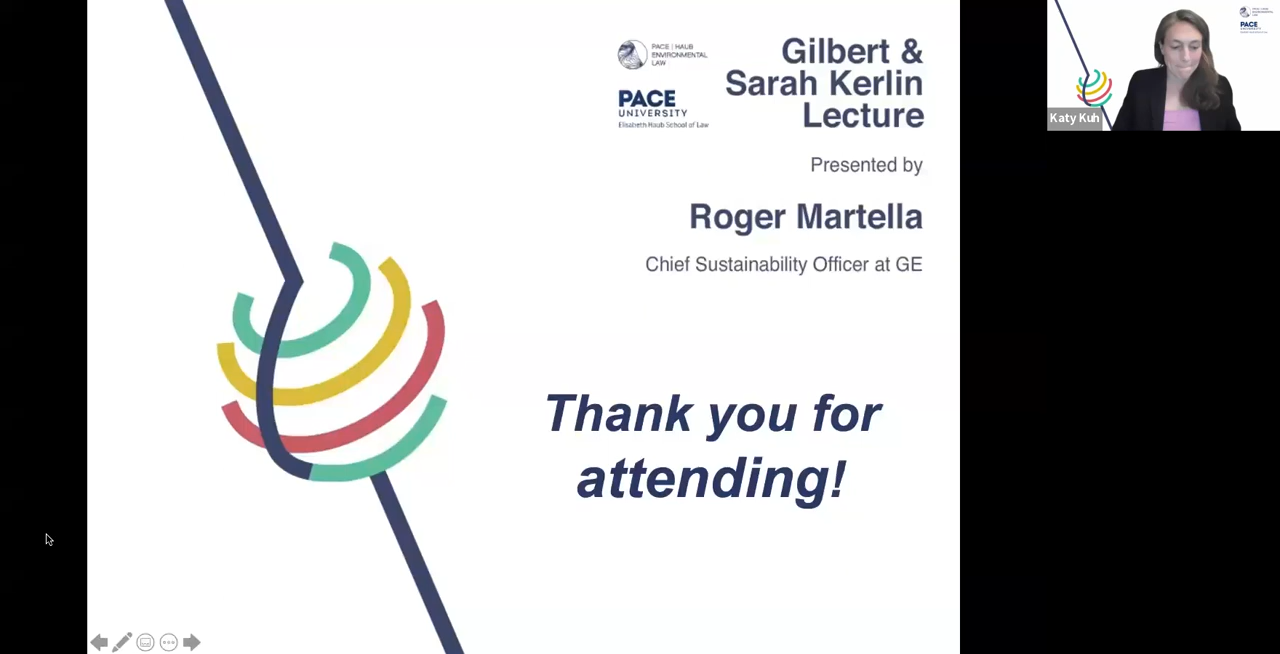 PACE | HAUB
ENVIRONMENTAL
LAW
PACE
UNIVERSITY
Elisabeth Haub School of Law
Gilbert &
Sarah Kerlin
Lecture
Presented by
Roger Martella
Chief Sustainability Officer at GE
Thank you for
attending!
Katy Kuh
PACE